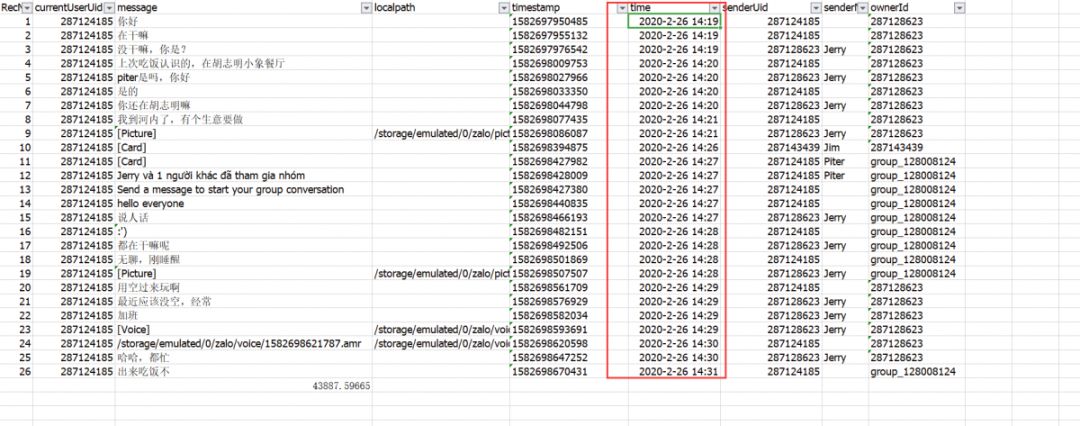 RecN currentUserUid message localpath timestamp time senderUid senderN ownerId
1 287124185 你好 1582697950485 2020-2-26 14:19 287124185 287128623
2 287124185 在干嘛 1582697955132 2020-2-26 14:19 287124185 287128623
3 287124185 没干嘛，你是? 1582697976542 2020-2-26 14:19 287128623 Jerry 287128623
4 287124185 上次吃饭认识的，在胡志明小象餐厅 1582698009753 2020-2-26 14:20 287124185 287128623
5 287124185 piter是吗，你好 1582698027966 2020-2-26 14:20 287128623 Jerry 287128623
6 287124185 是的 1582698033350 2020-2-26 14:20 287124185 287128623
7 287124185 你还在胡志明嘛 1582698044798 2020-2-26 14:20 287128623 Jerry 287128623
8 287124185 我到河内了，有个生意要做 1582698077435 2020-2-26 14:21 287124185 287128623
9 287124185 [Picture] /storage/emulated/0/zalo/pict 1582698086087 2020-2-26 14:21 287128623 Jerry 287128623
10 287124185 [Card] 1582698394875 2020-2-26 14:26 287143439 Jim 287143439
11 287124185 [Card] 1582698427982 2020-2-26 14:27 287124185 Piter group_128008124
12 287124185 Jerry và 1 người khác đã tham gia nhóm 1582698428009 2020-2-26 14:27 287124185 Piter group_128008124
13 287124185 Send a message to start your group conversation 1582698427380 2020-2-26 14:27 287124185 group_128008124
14 287124185 hello everyone 1582698440835 2020-2-26 14:27 287124185 group_128008124
15 287124185 说人话 1582698466193 2020-2-26 14:27 287128623 Jerry group_128008124
16 287124185 :') 1582698482151 2020-2-26 14:28 287124185 group_128008124
17 287124185 都在干嘛呢 1582698492506 2020-2-26 14:28 287128623 Jerry group_128008124
18 287124185 无聊，刚睡醒 1582698501869 2020-2-26 14:28 287124185 group_128008124
19 287124185 [Picture] /storage/emulated/0/zalo/pict 1582698507507 2020-2-26 14:28 287128623 Jerry group_128008124
20 287124185 用空过来玩啊 1582698561709 2020-2-26 14:29 287124185 287128623
21 287124185 最近应该没空，经常 1582698576929 2020-2-26 14:29 287128623 Jerry 287128623
22 287124185 加班 1582698582034 2020-2-26 14:29 287128623 Jerry 287128623
23 287124185 [Voice] /storage/emulated/0/zalo/voic 1582698593691 2020-2-26 14:29 287128623 Jerry 287128623
24 287124185 /storage/emulated/0/zalo/voice/1582698621787.amr /storage/emulated/0/zalo/voic 1582698620598 2020-2-26 14:30 287124185 287128623
25 287124185 哈哈，都忙 1582698647252 2020-2-26 14:30 287128623 Jerry 287128623
26 287124185 出来吃饭不 1582698670431 2020-2-26 14:31 287124185 group_128008124
43887.59665